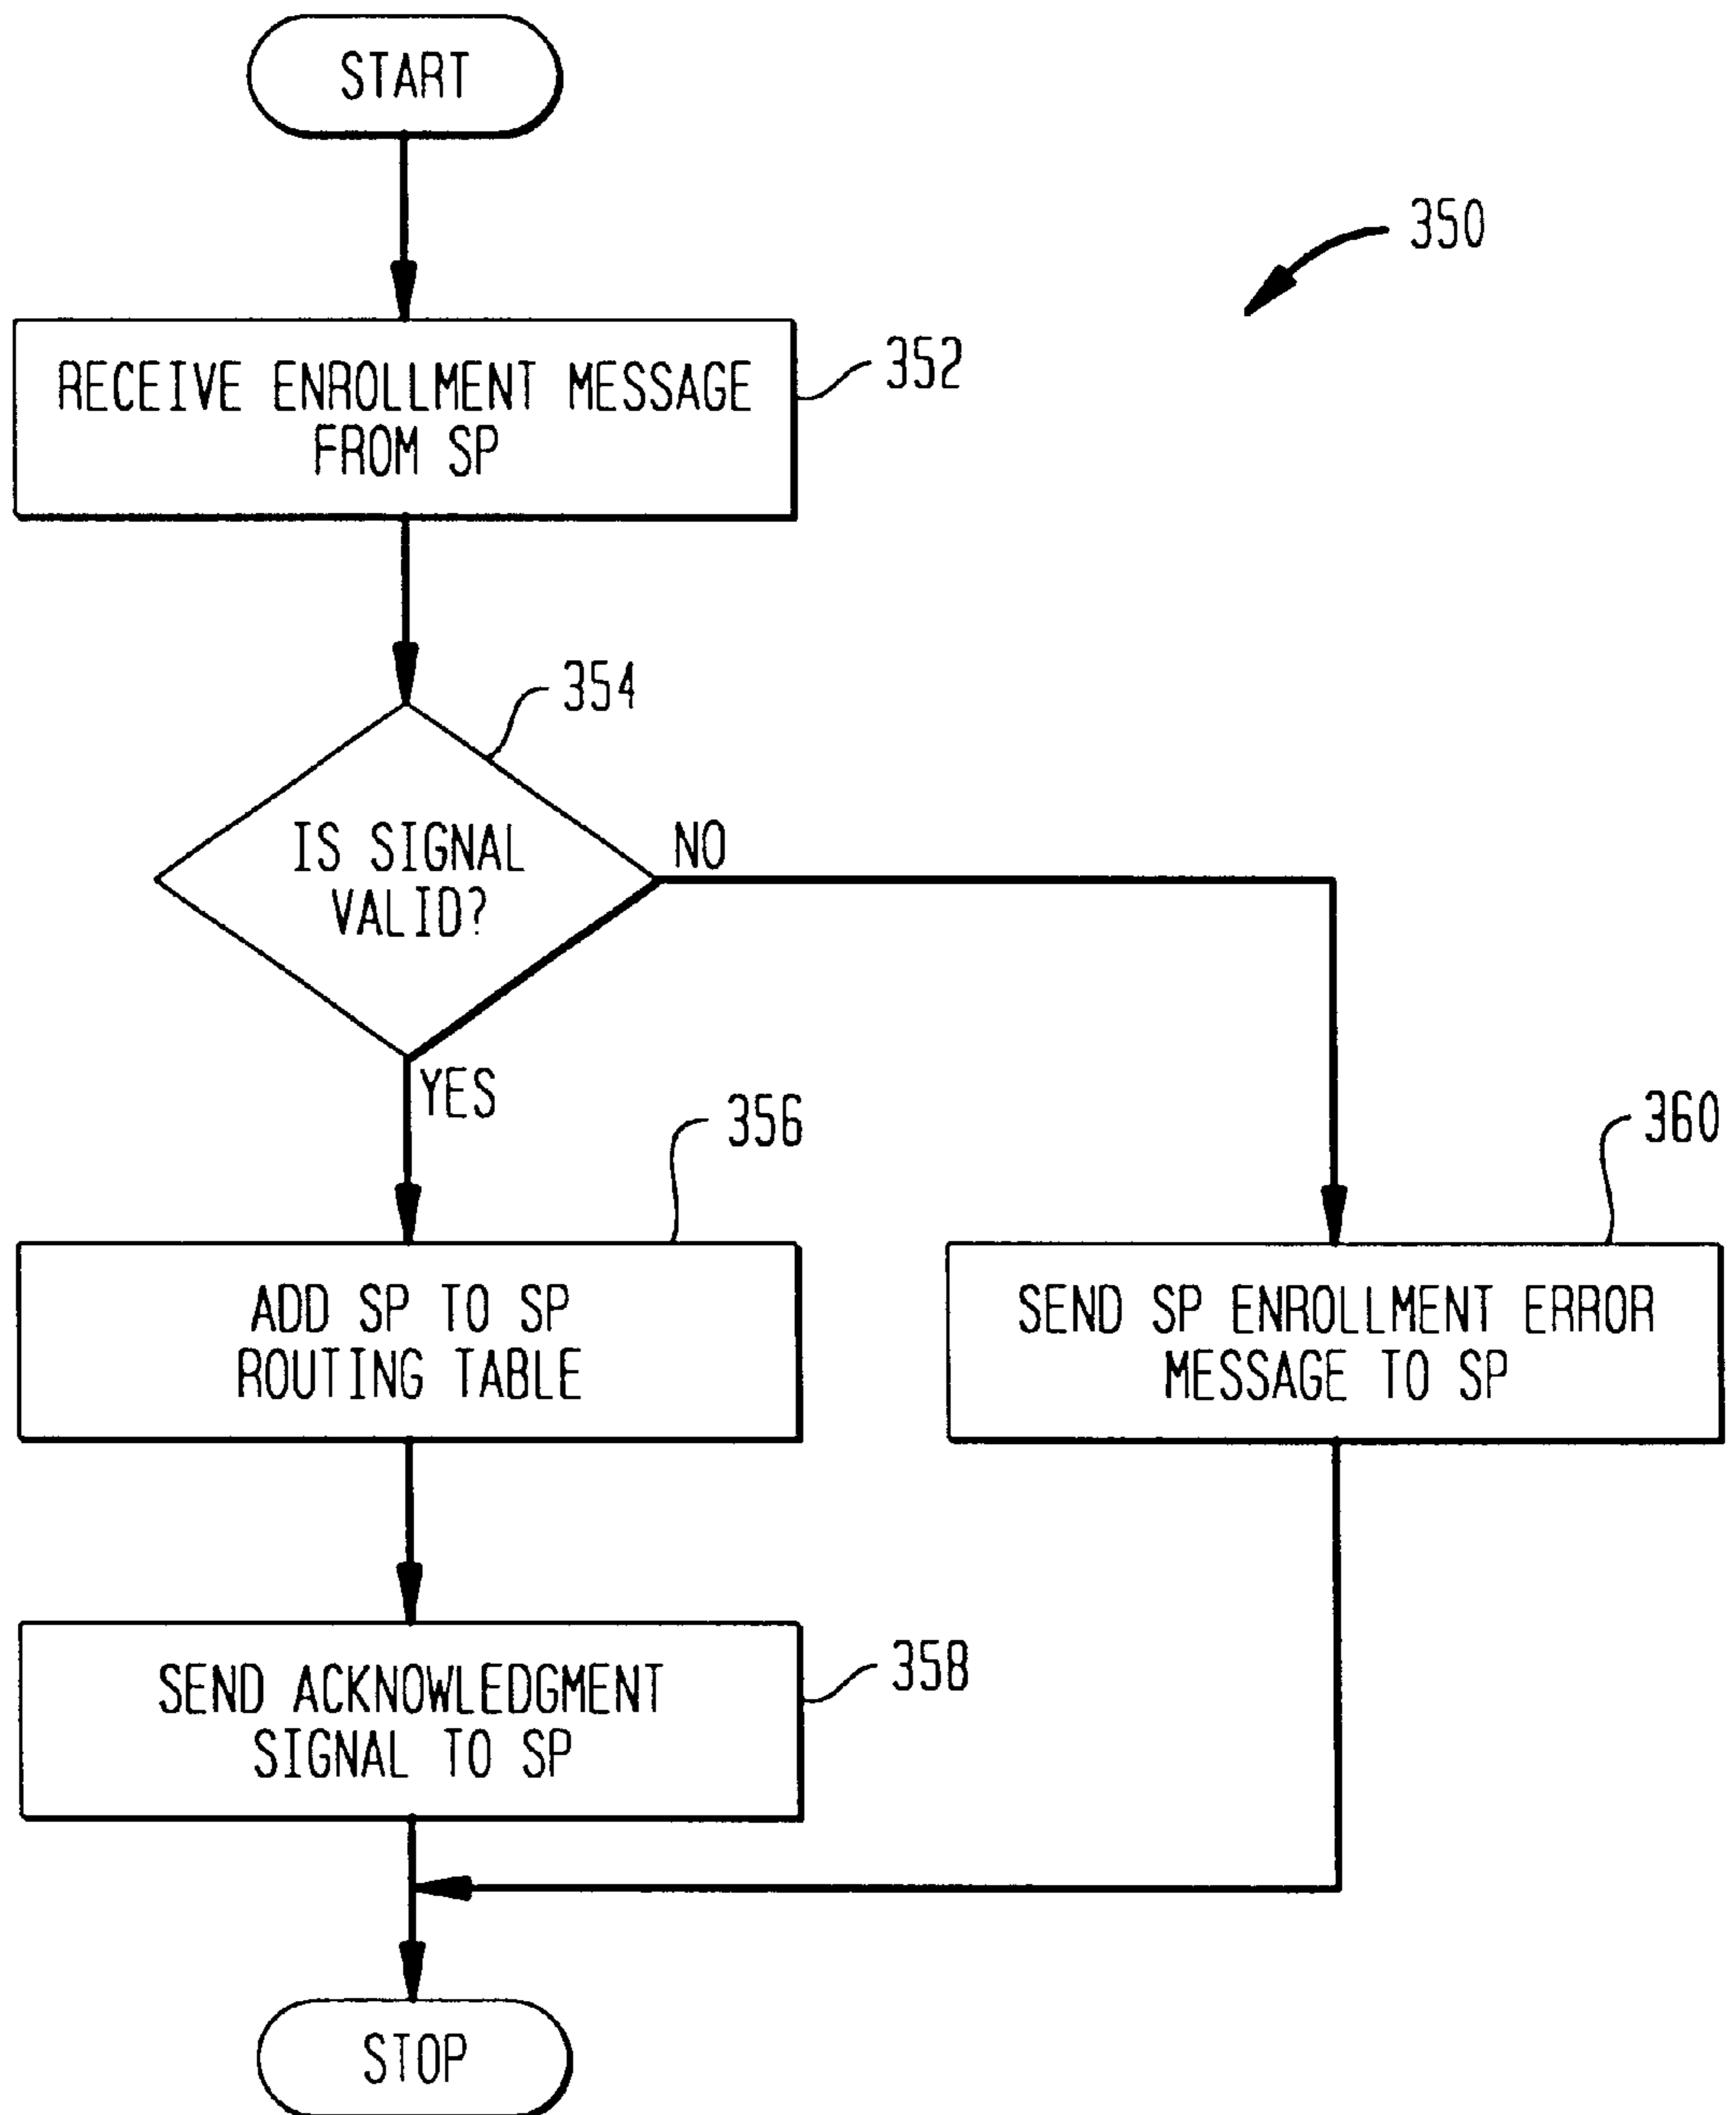 START
350
RECEIVE ENROLLMENT MESSAGE
FROM SP
352
354
IS SIGNAL
VALID?
NO
YES
356
360
ADD SP TO SP
ROUTING TABLE
SEND SP ENROLLMENT ERROR
MESSAGE TO SP
SEND ACKNOWLEDGMENT
SIGNAL TO SP
358
STOP